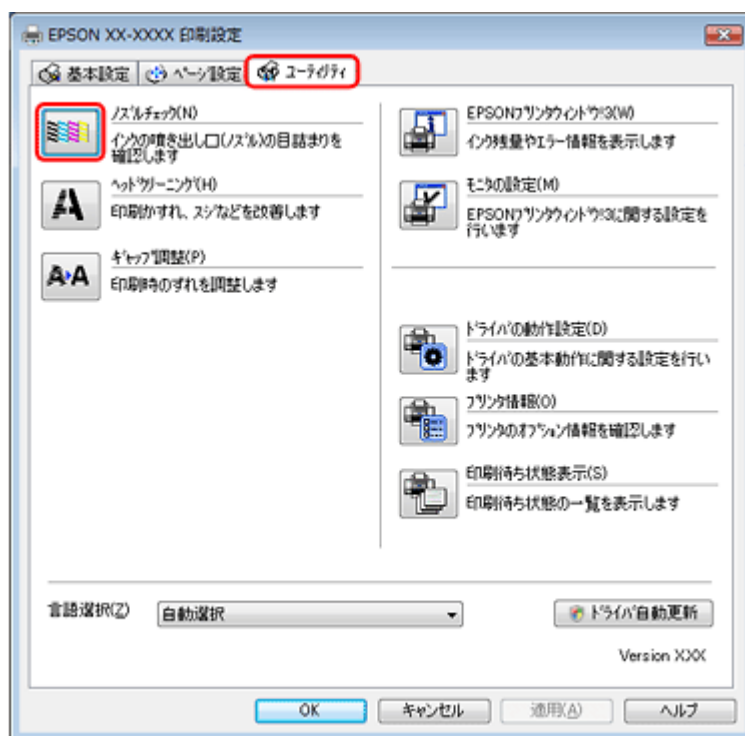 EPSON XX-XXXX 印刷設定
基本設定
ページ設定
ユーティリティ
ノズルチェック(N)
インクの噴き出し口(ノズル)の目詰まりを
確認します
ヘッドクリーニング(H)
印刷かすれ、スジなどを改善します
ギャップ調整(P)
印刷時のずれを調整します
EPSONプリンタウィンドウ!3(W)
インク残量やエラー情報を表示します
モニタの設定(M)
EPSONプリンタウィンドウ!3に関する設定を
行います
ドライバの動作設定(D)
ドライバの基本動作に関する設定を行い
ます
プリンタ情報(O)
プリンタのオプション情報を確認します
印刷待ち状態表示(S)
印刷待ち状態の一覧を表示します
言語選択(Z)
自動選択
ドライバ自動更新
Version XXX
OK
キャンセル
適用(A)
ヘルプ